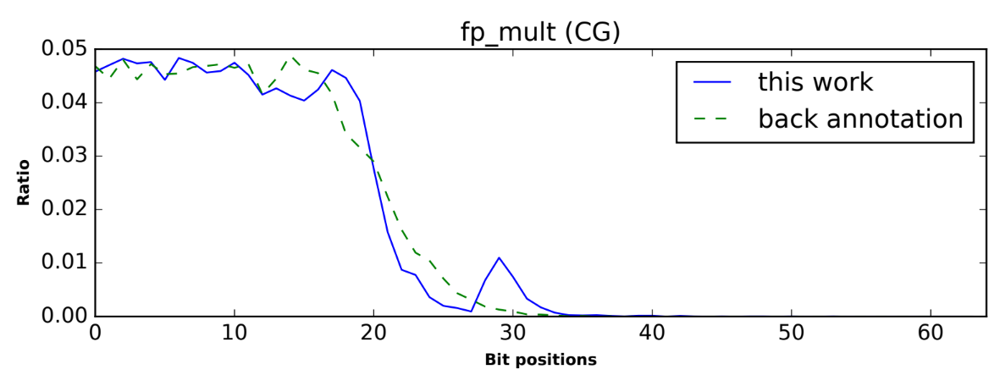 fp_mult (CG)
0.05
0.04
0.03
0.02
0.01
0.00
Ratio
this work
back annotation
0 10 20 30 40 50 60
Bit positions